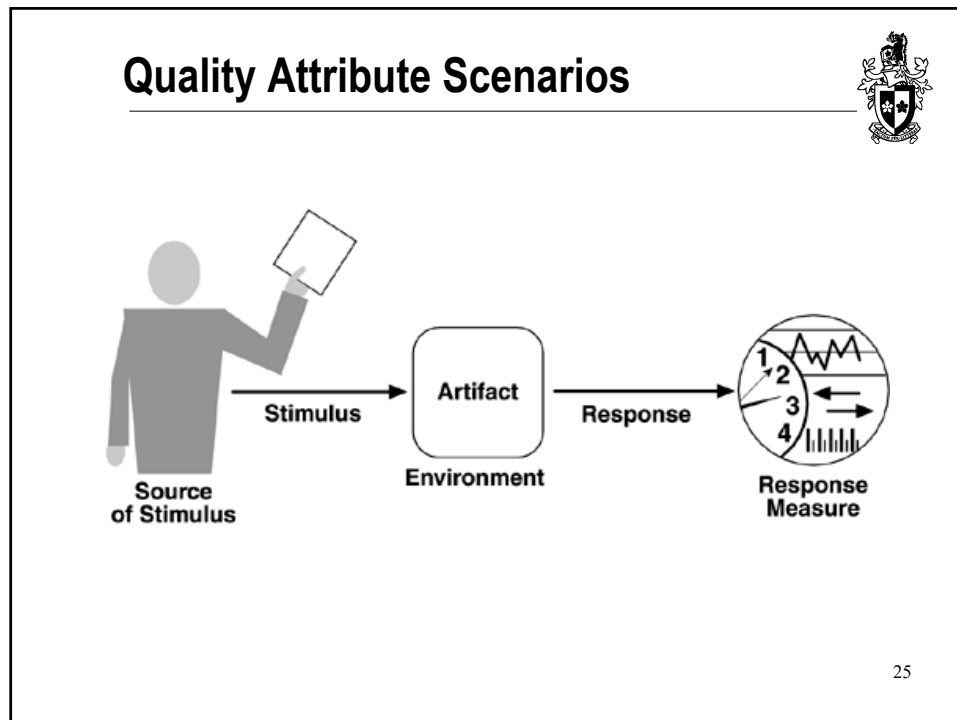 Quality Attribute Scenarios
Stimulus
Artifact
Environment
Response
1
2
3
4
Source
of Stimulus
Response
Measure
25